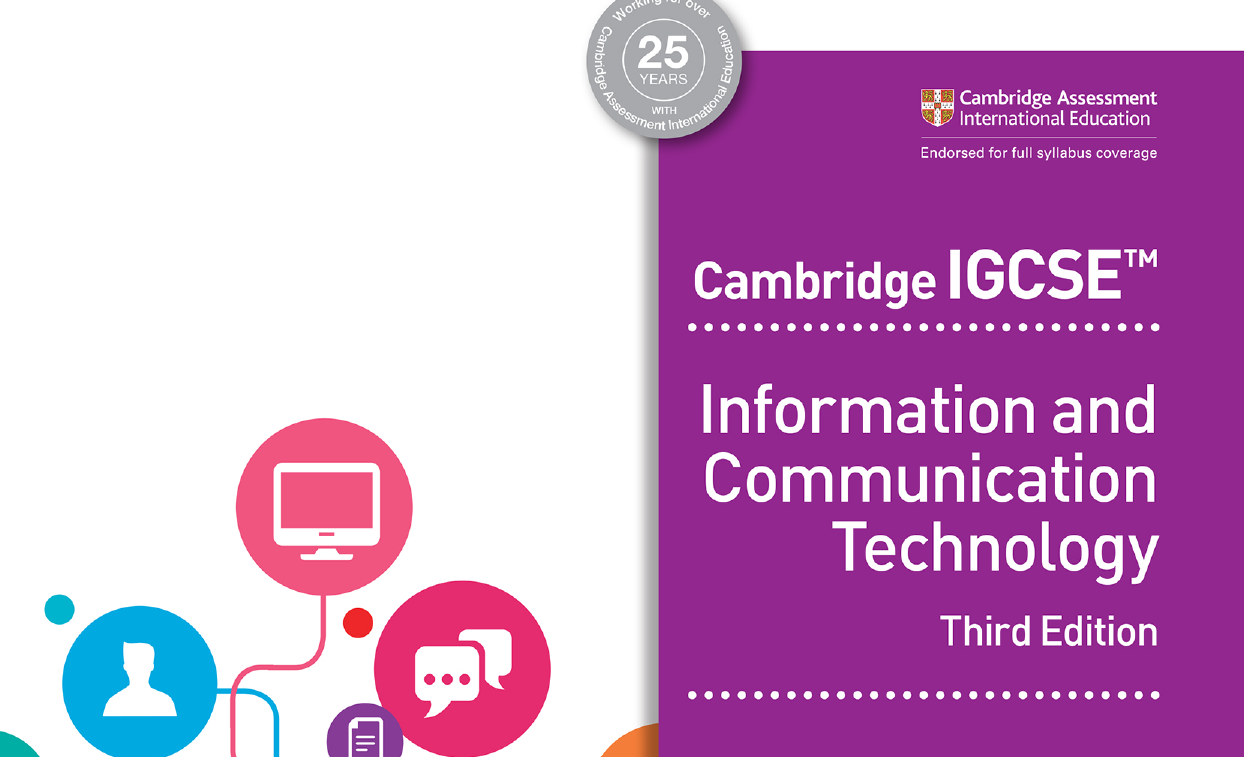 Working for over
25
YEARS
WITH
Cambridge Assessment International Education
Cambridge Assessment
International Education
Endorsed for full syllabus coverage
Cambridge IGCSE™
Information and
Communication
Technology
Third Edition